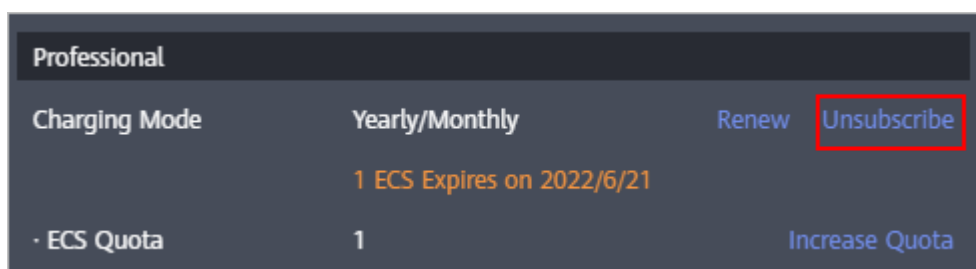 Professional
Charging Mode Yearly/Monthly Renew Unsubscribe
1 ECS Expires on 2022/6/21
· ECS Quota 1 Increase Quota